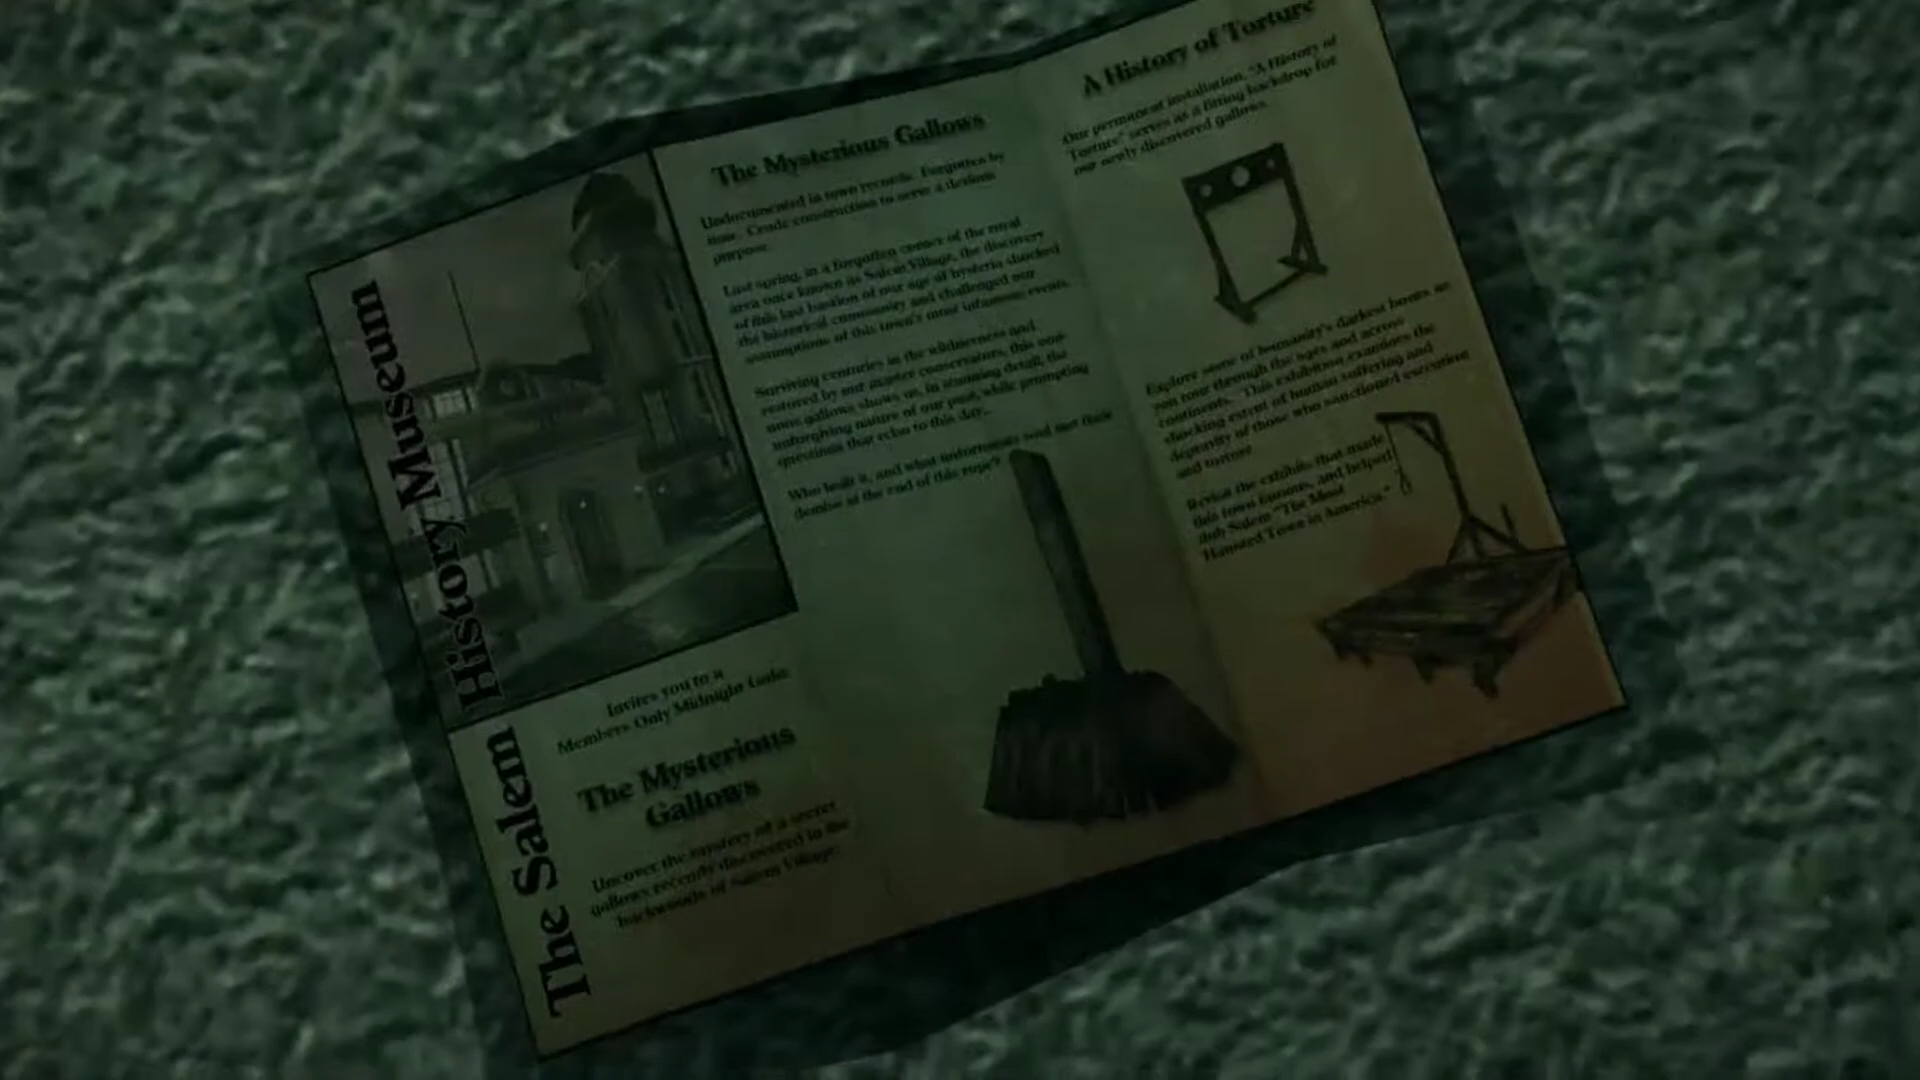 The Salem
History Museum
Invites you to a
Members Only Midnight Gala
The Mysterious
Gallows
Uncover the mystery of a secret
gallows recently discovered in the
backwoods of Salem Village.
The Mysterious Gallows
Undocumented in town records. Forgotten by
time. Crude construction to serve a devious
purpose.
Last spring, in a forgotten corner of the rural
area once known as Salem Village, the discovery
of this last bastion of our age of hysteria shocked
the historical community and challenged our
assumptions of this town's most infamous events.
Surviving centuries in the wilderness and
restored by our master conservators, this
gallows shows us, in stunning detail, the
unforgiving nature of our past, while prompting
questions that echo to this day...
Who built it, and what unfortunate soul met their
demise at the end of this rope?
A History of Torture
Our permanent installation, "A History of
Torture" serves as a fitting backdrop for
our newly discovered gallows.
Explore some of humanity's darkest hours as
you tour through the ages and across
continents. This exhibition examines the
shocking extent of human suffering and
depravity of those who sanctioned execution
and torture.
Revisit the exhibits that made
this town famous, and helped
dub Salem "The Most
Haunted Town in America."